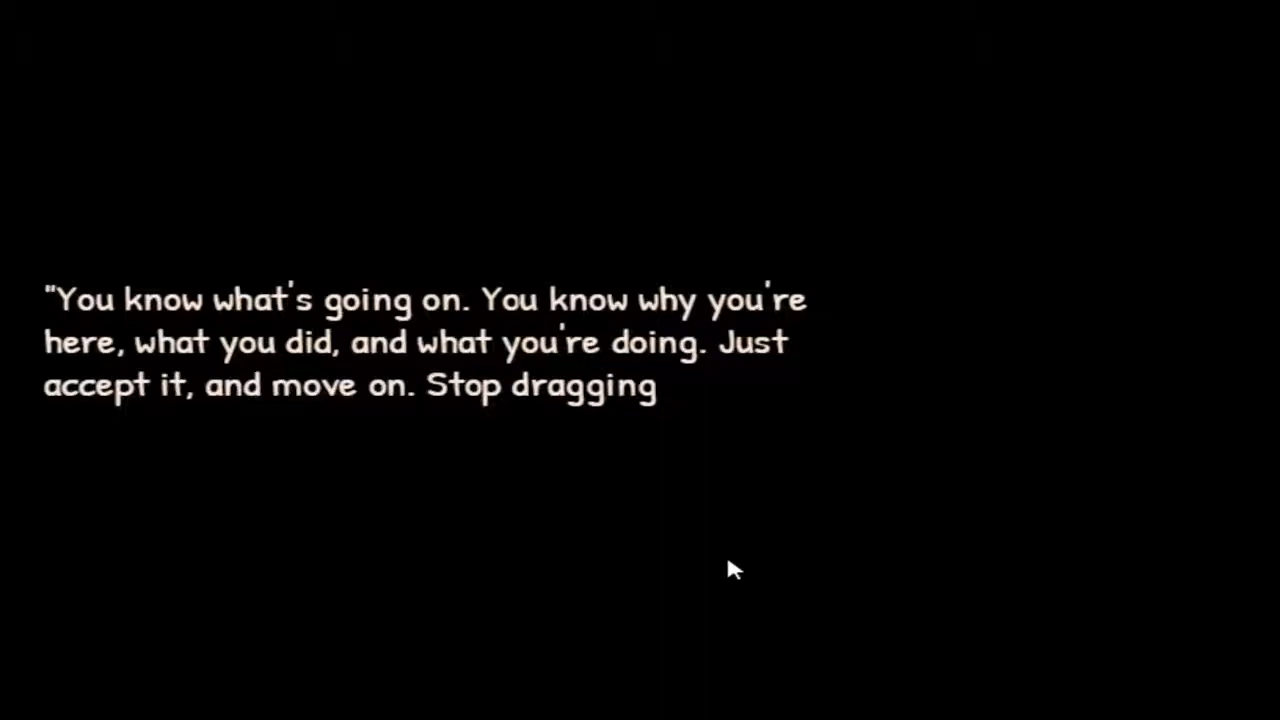 "You know what's going on. You know why you're
here, what you did, and what you're doing. Just
accept it, and move on. Stop dragging